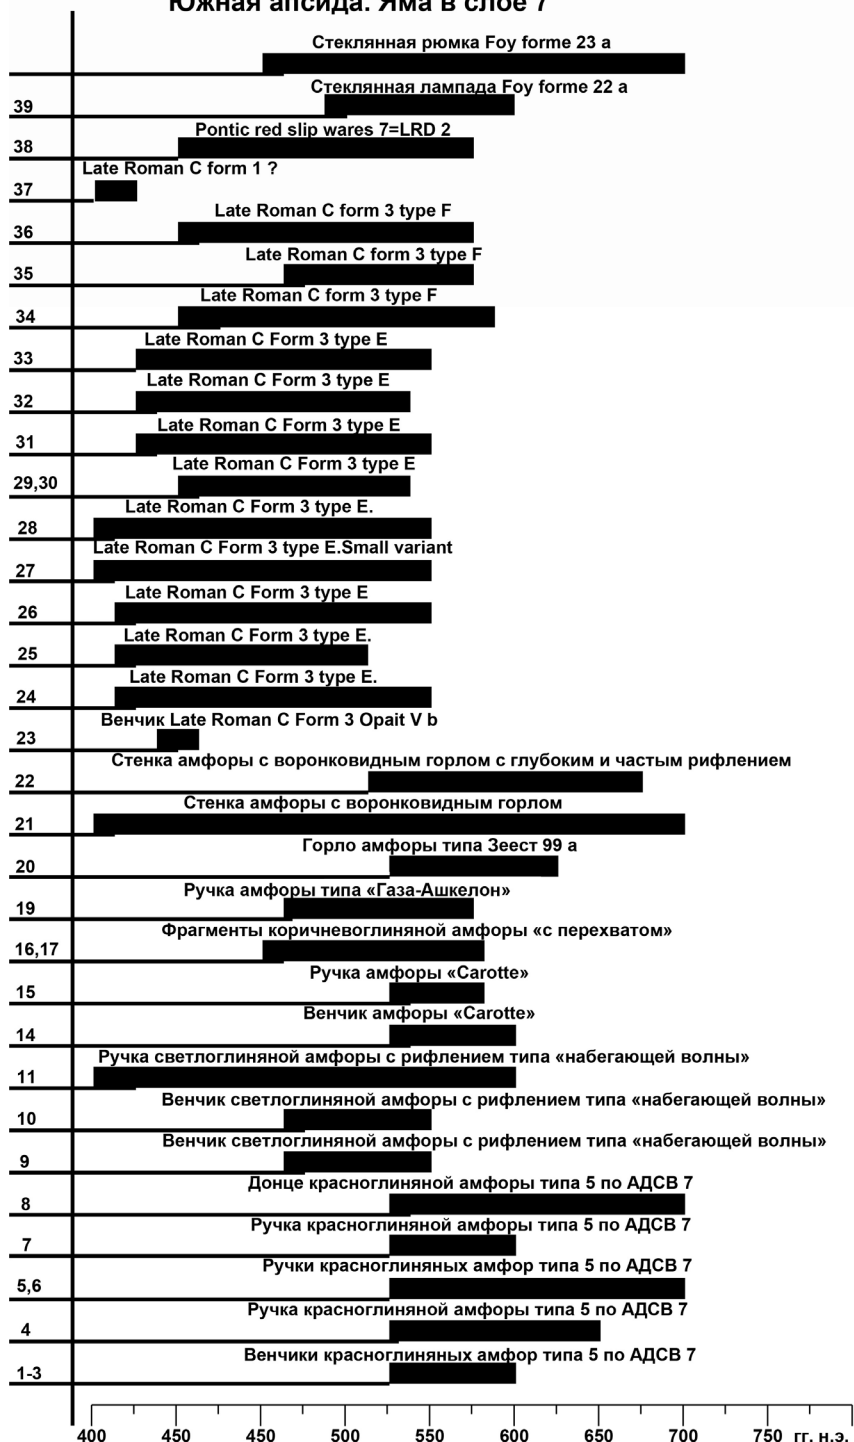 Южная апсида. Яма в слое 7
Стеклянная рюмка Foy forme 23 а
Стеклянная лампада Foy forme 22 а
39
Pontic red slip wares 7=LRD 2
38
Late Roman C form 1 ?
37
Late Roman C form 3 type F
36
Late Roman C form 3 type F
35
Late Roman C form 3 type F
34
Late Roman C Form 3 type E
33
Late Roman C Form 3 type E
32
Late Roman C Form 3 type E
31
Late Roman C Form 3 type E
29,30
Late Roman C Form 3 type E.
28
Late Roman C Form 3 type E.Small variant
27
Late Roman C Form 3 type E
26
Late Roman C Form 3 type E.
25
Late Roman C Form 3 type E.
24
Венчик Late Roman C Form 3 Opait V b
23
Стенка амфоры с воронковидным горлом с глубоким и частым рифлением
22
Стенка амфоры с воронковидным горлом
21
Горло амфоры типа Зеест 99 а
20
Ручка амфоры типа «Газа-Ашкелон»
19
Фрагменты коричневоглиняной амфоры «с перехватом»
16,17
Ручка амфоры «Carotte»
15
Венчик амфоры «Carotte»
14
Ручка светлоглиняной амфоры с рифлением типа «набегающей волны»
11
Венчик светлоглиняной амфоры с рифлением типа «набегающей волны»
10
Венчик светлоглиняной амфоры с рифлением типа «набегающей волны»
9
Донце красноглиняной амфоры типа 5 по АДСВ 7
8
Ручка красноглиняной амфоры типа 5 по АДСВ 7
7
Ручки красноглиняных амфор типа 5 по АДСВ 7
5,6
Ручка красноглиняной амфоры типа 5 по АДСВ 7
4
Венчики красноглиняных амфор типа 5 по АДСВ 7
1-3
400 450 450 500 550 600 650 700 750 гг. н.э.